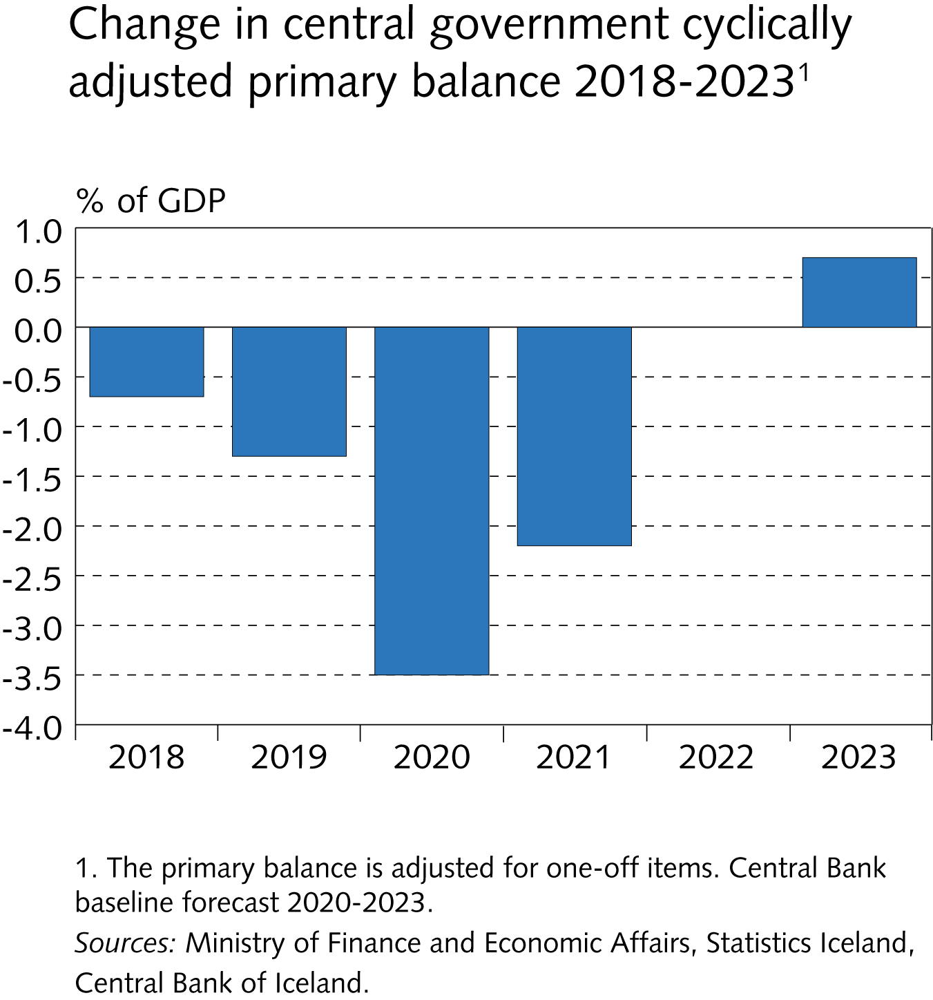 Change in central government cyclically
adjusted primary balance 2018-2023¹
% of GDP
1.0
0.5
0.0
-0.5
-1.0
-1.5
-2.0
-2.5
-3.0
-3.5
-4.0
2018 2019 2020 2021 2022 2023
1. The primary balance is adjusted for one-off items. Central Bank
baseline forecast 2020-2023.
Sources: Ministry of Finance and Economic Affairs, Statistics Iceland,
Central Bank of Iceland.